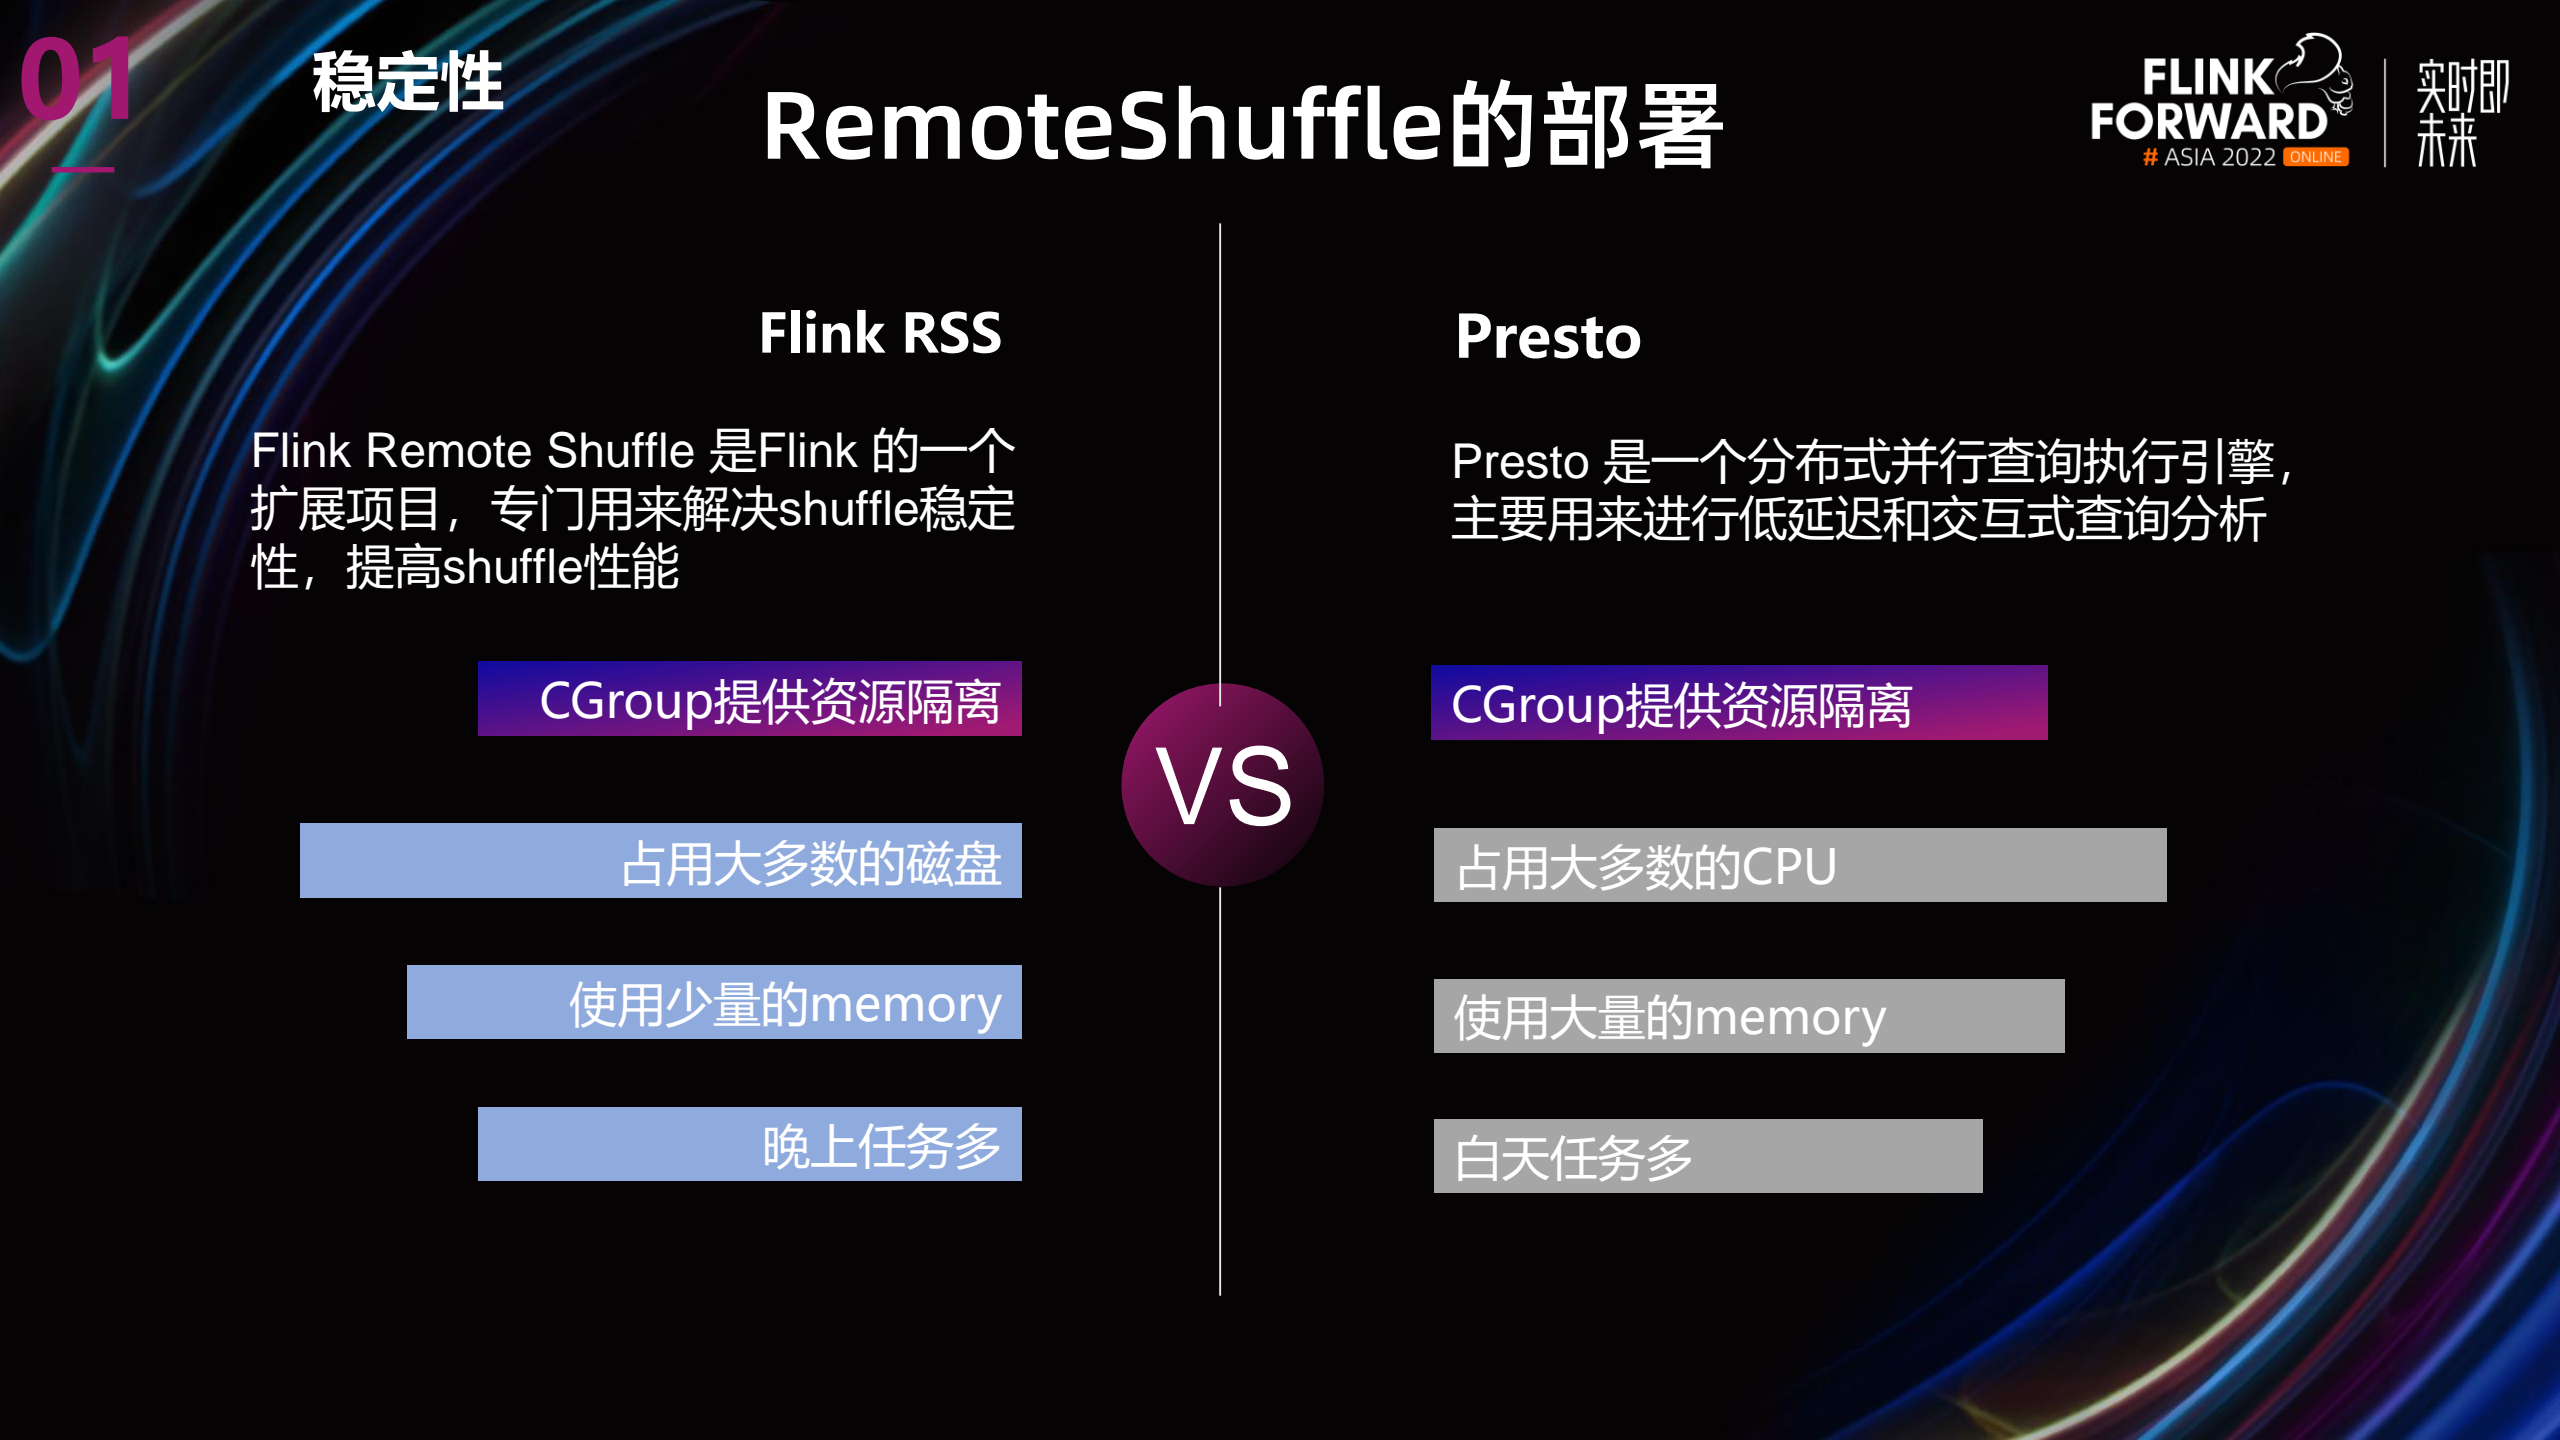 01
稳定性
RemoteShuffle的部署
FLINK
FORWARD
# ASIA 2022 ONLINE
实时即
未来
Flink RSS
Flink Remote Shuffle 是Flink 的一个
扩展项目，专门用来解决shuffle稳定
性，提高shuffle性能
CGroup提供资源隔离
占用大多数的磁盘
使用少量的memory
晚上任务多
VS
Presto
Presto 是一个分布式并行查询执行引擎，
主要用来进行低延迟和交互式查询分析
CGroup提供资源隔离
占用大多数的CPU
使用大量的memory
白天任务多